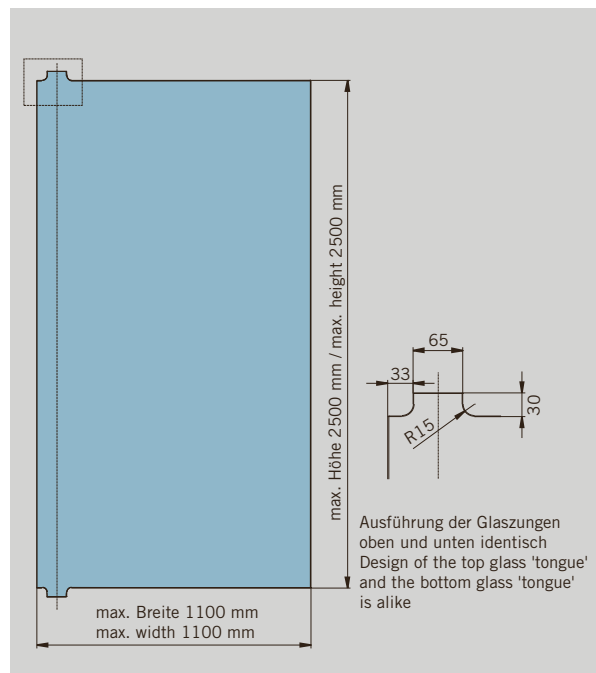 max. Höhe 2500 mm / max. height 2500 mm
65
33
30
R15
Ausführung der Glaszungen
oben und unten identisch
Design of the top glass 'tongue'
and the bottom glass 'tongue'
is alike
max. Breite 1100 mm
max. width 1100 mm